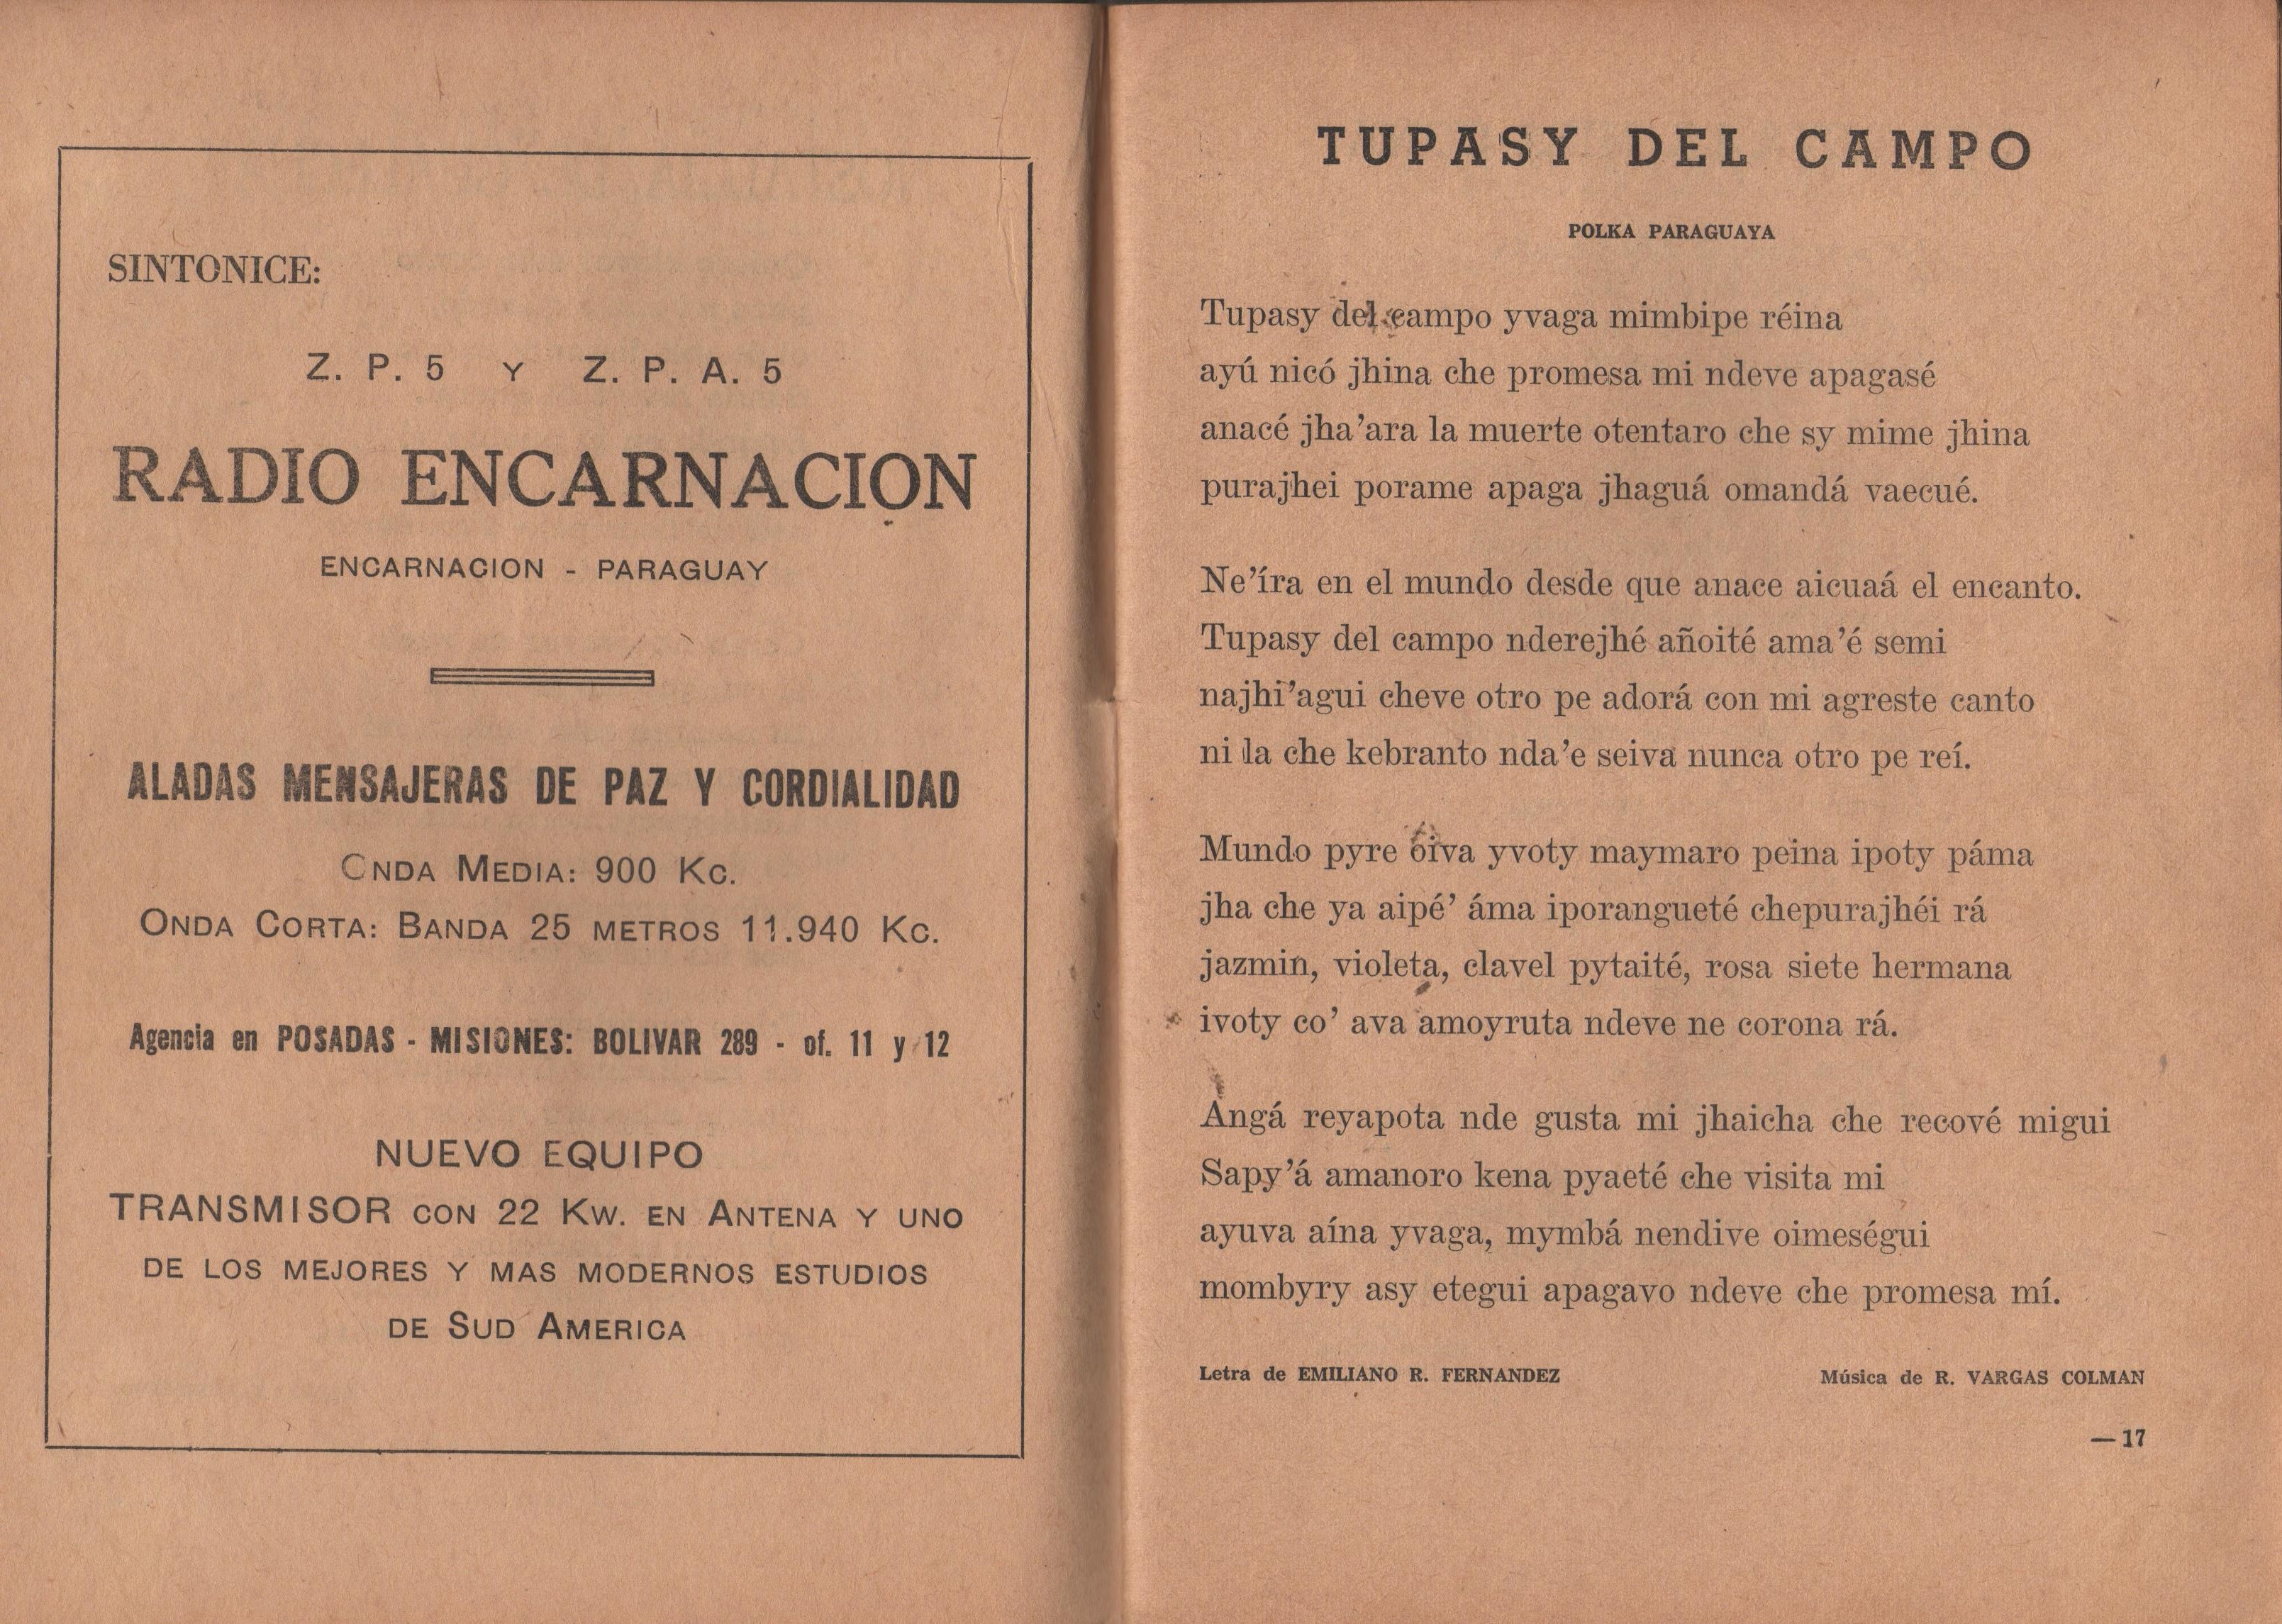 SINTONICE:
Z. P. 5 Y Z. P. A. 5
RADIO ENCARNACION
ENCARNACION - PARAGUAY
ALADAS MENSAJERAS DE PAZ Y CORDIALIDAD
ONDA MEDIA: 900 KC.
ONDA CORTA: BANDA 25 METROS 11.940 KC.
Agencia en POSADAS - MISIONES: BOLIVAR 289 - of. 11 y 12
NUEVO EQUIPO
TRANSMISOR CON 22 KW. EN ANTENA Y UNO
DE LOS MEJORES Y MAS MODERNOS ESTUDIOS
DE SUD AMERICA
TUPASY DEL CAMPO
POLKA PARAGUAYA
Tupasy del campo yvaga mimbipe réina
ayú nicó jhina che promesa mi ndeve apagasé
anacé jha'ara la muerte otentaro che sy mime jhina
purajhei porame apaga jhaguá omandá vaecué.
Ne'íra en el mundo desde que anace aicuaá el encanto.
Tupasy del campo nderejhé añoité ama'é semi
najhi'agui cheve otro pe adorá con mi agreste canto
ni la che kebranto nda'e seiva nunca otro pe reí.
Mundo pyre óiva yvoty maymaro peina ipoty páma
jha che ya aipé' áma iporangueté chepurajhéi rá
jazmin, violeta, clavel pytaité, rosa siete hermana
ivoty co' ava amoyruta ndeve ne corona rá.
Angá reyapota nde gusta mi jhaicha che recové migui
Sapy'á amanoro kena pyaeté che visita mi
ayuva aína yvaga, mymbá nendive oimeségui
mombyry asy etegui apagavo ndeve che promesa mí.
Letra de EMILIANO R. FERNANDEZ Música de R. VARGAS COLMAN
—17